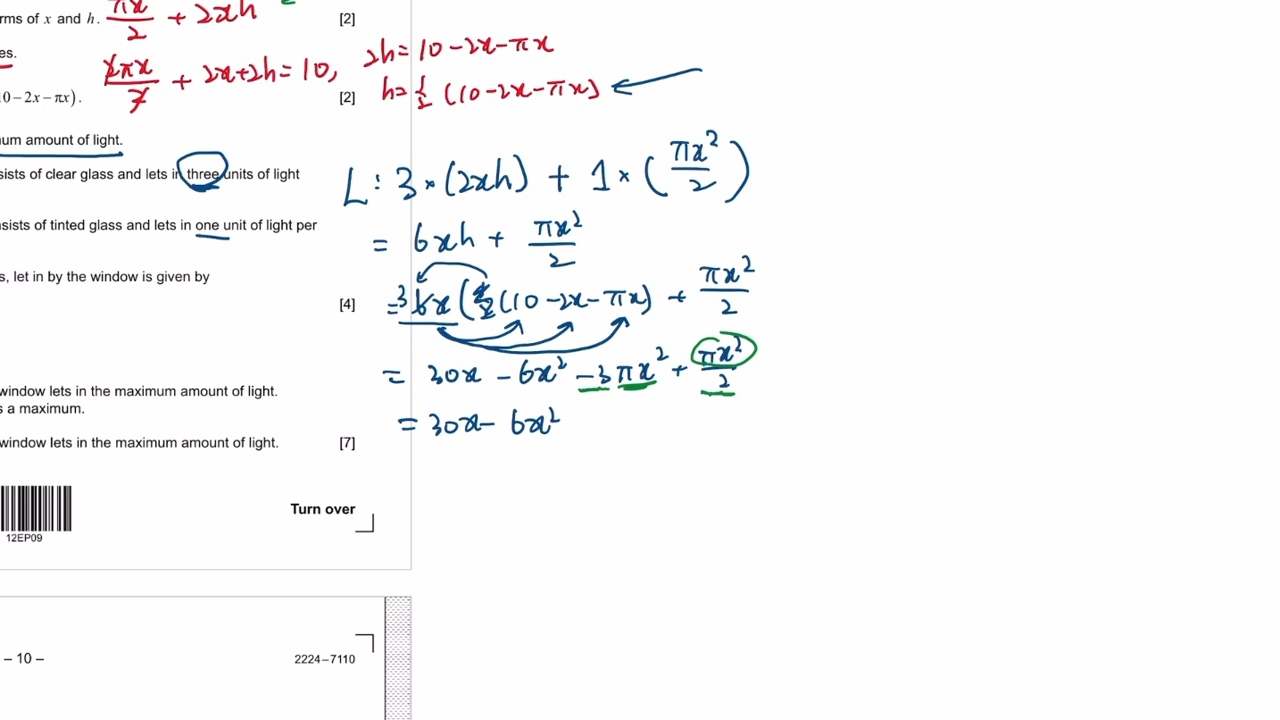 rms of x and h. πx/2 + 2xh [2]
es. 2πx/2 + 2x+2h = 10, 2h = 10-2x-πx
0 − 2x − πx). [2] h = 1/2 (10-2x-πx)
um amount of light.
sists of clear glass and lets in three units of light
L : 3 × (2xh) + 1 × (πx²/2)
sists of tinted glass and lets in one unit of light per
= 6xh + πx²/2
s, let in by the window is given by
[4] = 3 6x (1/2 (10 -2x - πx) + πx²/2
= 30x - 6x² - 3πx² + πx²/2
window lets in the maximum amount of light.
s a maximum.
= 30x - 6x²
window lets in the maximum amount of light. [7]
Turn over
12EP09
– 10 – 2224–7110